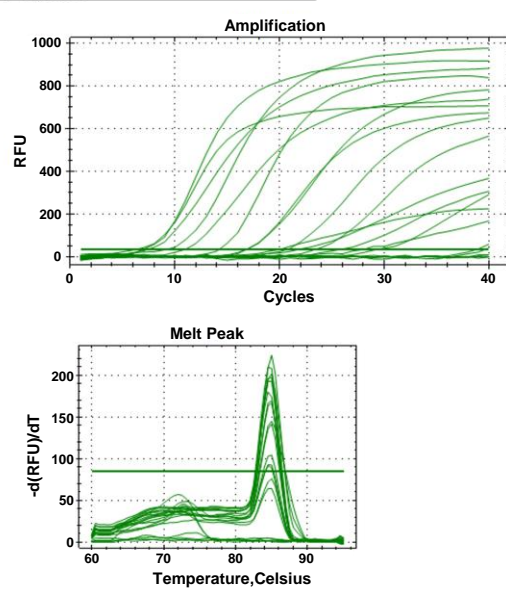 Amplification
1000
800
600
400
200
0
RFU
0 10 20 30 40
Cycles
Melt Peak
200
150
100
50
0
-d(RFU)/dT
60 70 80 90
Temperature,Celsius